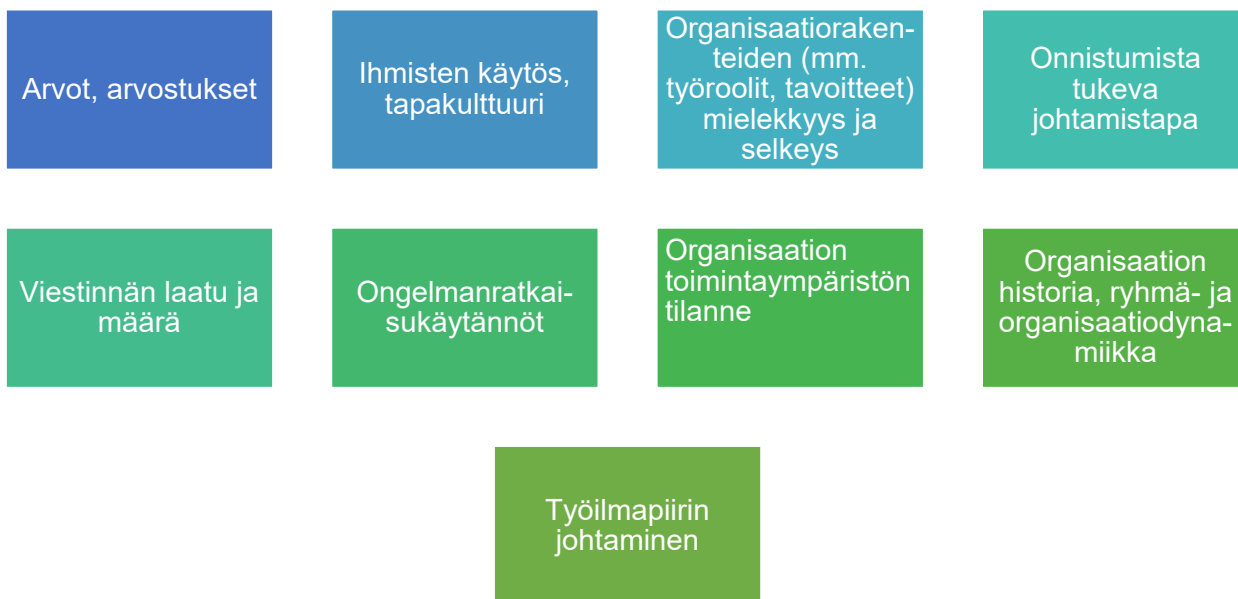 Arvot, arvostukset
Ihmisten käytös,
tapakulttuuri
Organisaatioraken-
teiden (mm.
työroolit, tavoitteet)
mielekkyys ja
selkeys
Onnistumista
tukeva
johtamistapa
Viestinnän laatu ja
määrä
Ongelmanratkai-
sukäytännöt
Organisaation
toimintaympäristön
tilanne
Organisaation
historia, ryhmä- ja
organisaatiodyna-
miikka
Työilmapiirin
johtaminen